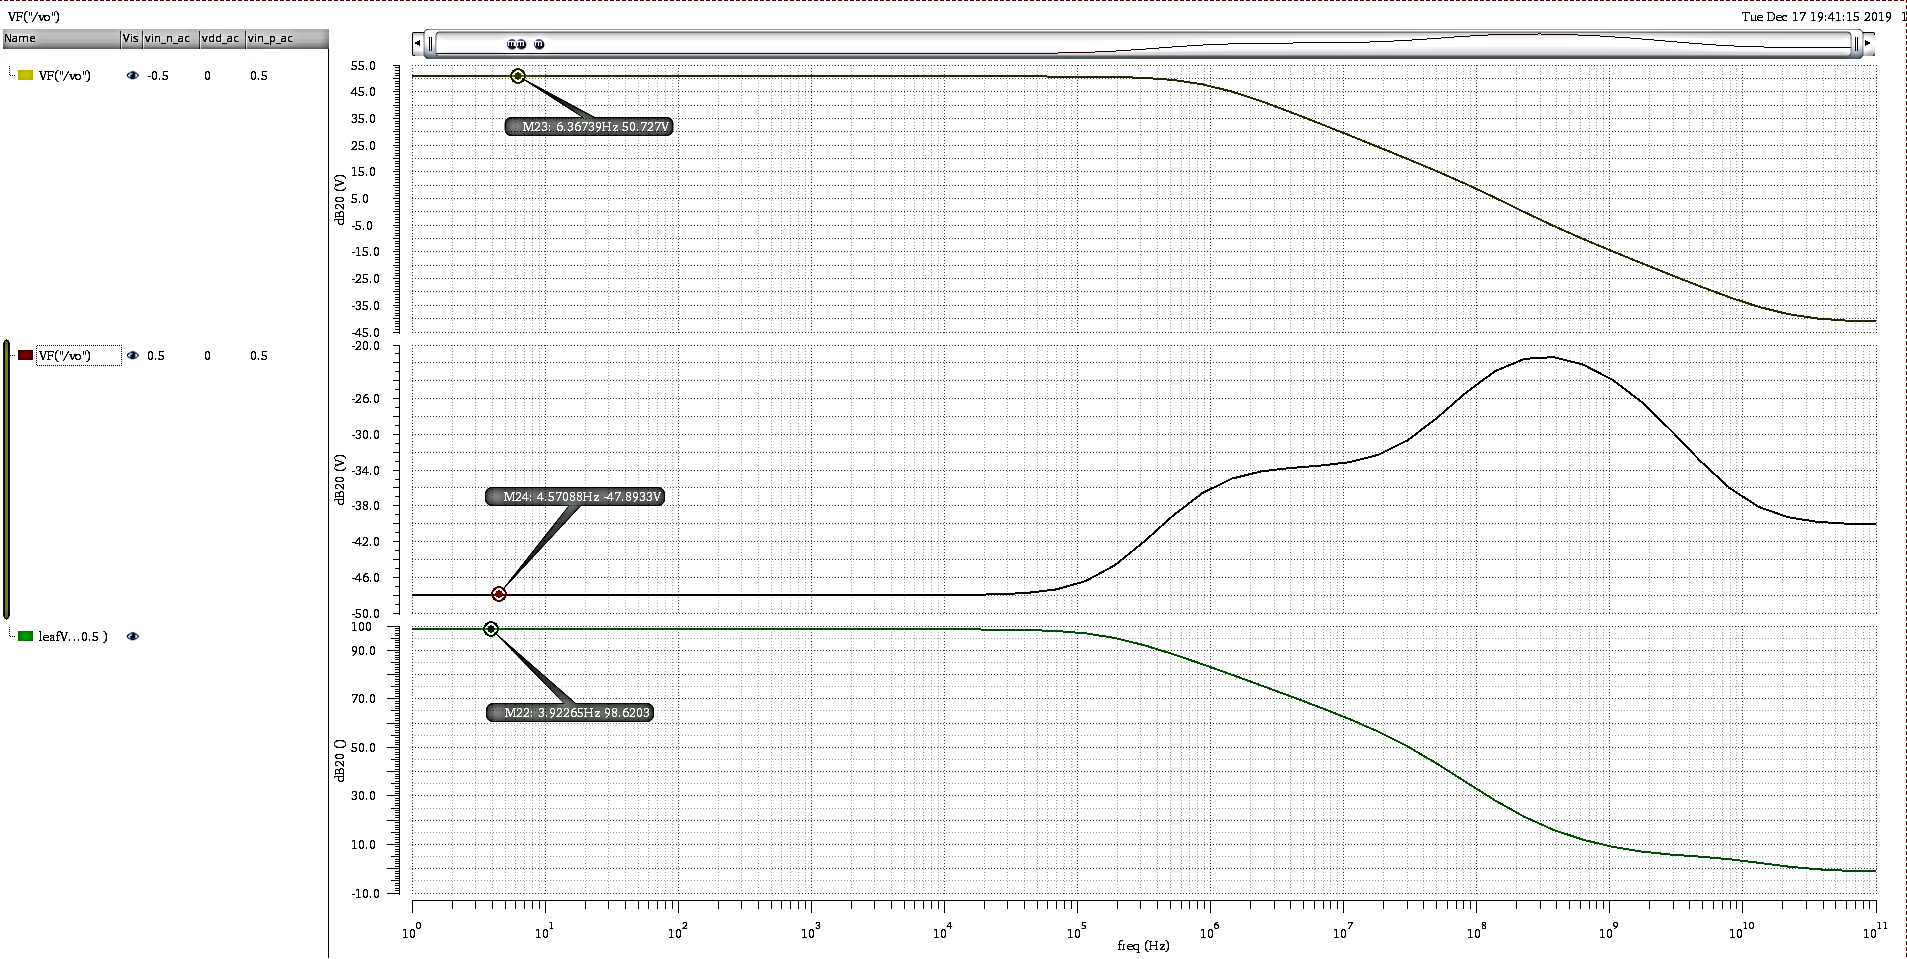 VF("/vo")
Tue Dec 17 19:41:15 2019 1
Name Vis vin_n_ac vdd_ac vin_p_ac
VF("/vo") -0.5 0 0.5
VF("/vo") 0.5 0 0.5
leafV...0.5 )
55.0
45.0
35.0
25.0
15.0
5.0
-5.0
-15.0
-25.0
-35.0
-45.0
dB20 (V)
M23: 6.36739Hz 50.727V
-20.0
-26.0
-30.0
-34.0
-38.0
-42.0
-46.0
-50.0
dB20 (V)
M24: 4.57088Hz -47.8933V
100
90.0
70.0
50.0
30.0
10.0
-10.0
dB20 ()
M22: 3.92265Hz 98.6203
10^0 10^1 10^2 10^3 10^4 10^5 10^6 10^7 10^8 10^9 10^10 10^11
freq (Hz)